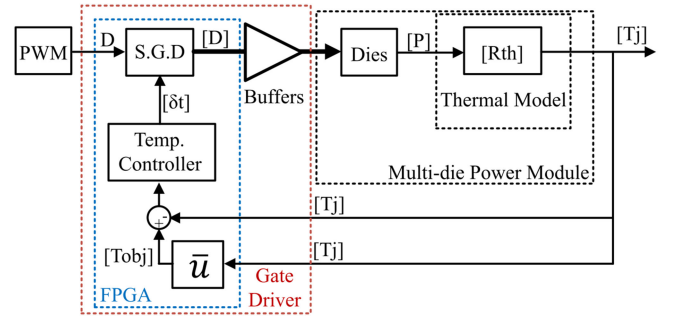 PWM
D
S.G.D
[D]
Buffers
Dies
[P]
[Rth]
[Tj]
Thermal Model
Multi-die Power Module
[δt]
Temp.
Controller
+
-
[Tj]
[Tobj]
u̅
[Tj]
FPGA
Gate
Driver